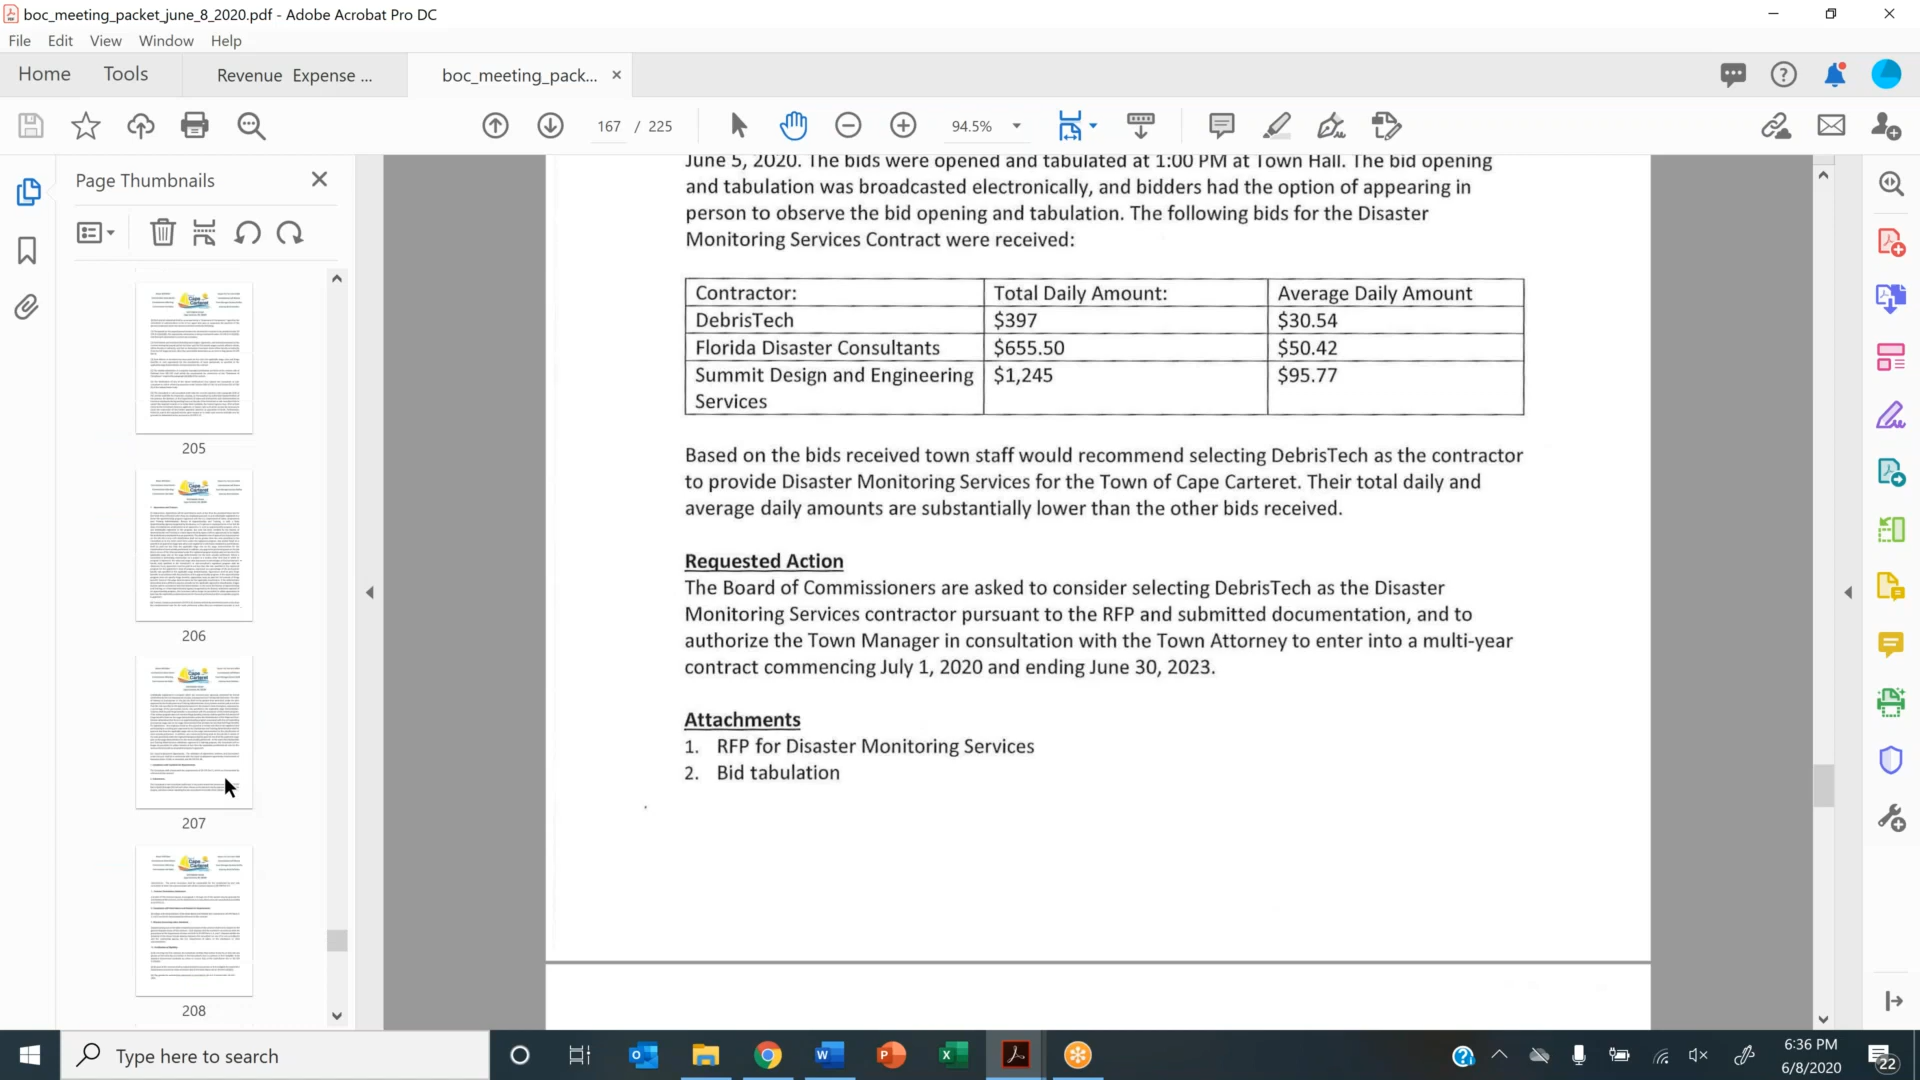 boc_meeting_packet_june_8_2020.pdf - Adobe Acrobat Pro DC
File Edit View Window Help
Home Tools Revenue Expense ... boc_meeting_pack... ×
167 / 225 94.5%
Page Thumbnails
205
206
207
208
June 5, 2020. The bids were opened and tabulated at 1:00 PM at Town Hall. The bid opening
and tabulation was broadcasted electronically, and bidders had the option of appearing in
person to observe the bid opening and tabulation. The following bids for the Disaster
Monitoring Services Contract were received:
Contractor: Total Daily Amount: Average Daily Amount
DebrisTech $397 $30.54
Florida Disaster Consultants $655.50 $50.42
Summit Design and Engineering $1,245 $95.77
Services
Based on the bids received town staff would recommend selecting DebrisTech as the contractor
to provide Disaster Monitoring Services for the Town of Cape Carteret. Their total daily and
average daily amounts are substantially lower than the other bids received.
Requested Action
The Board of Commissioners are asked to consider selecting DebrisTech as the Disaster
Monitoring Services contractor pursuant to the RFP and submitted documentation, and to
authorize the Town Manager in consultation with the Town Attorney to enter into a multi-year
contract commencing July 1, 2020 and ending June 30, 2023.
Attachments
1. RFP for Disaster Monitoring Services
2. Bid tabulation
Type here to search
6:36 PM
6/8/2020
22